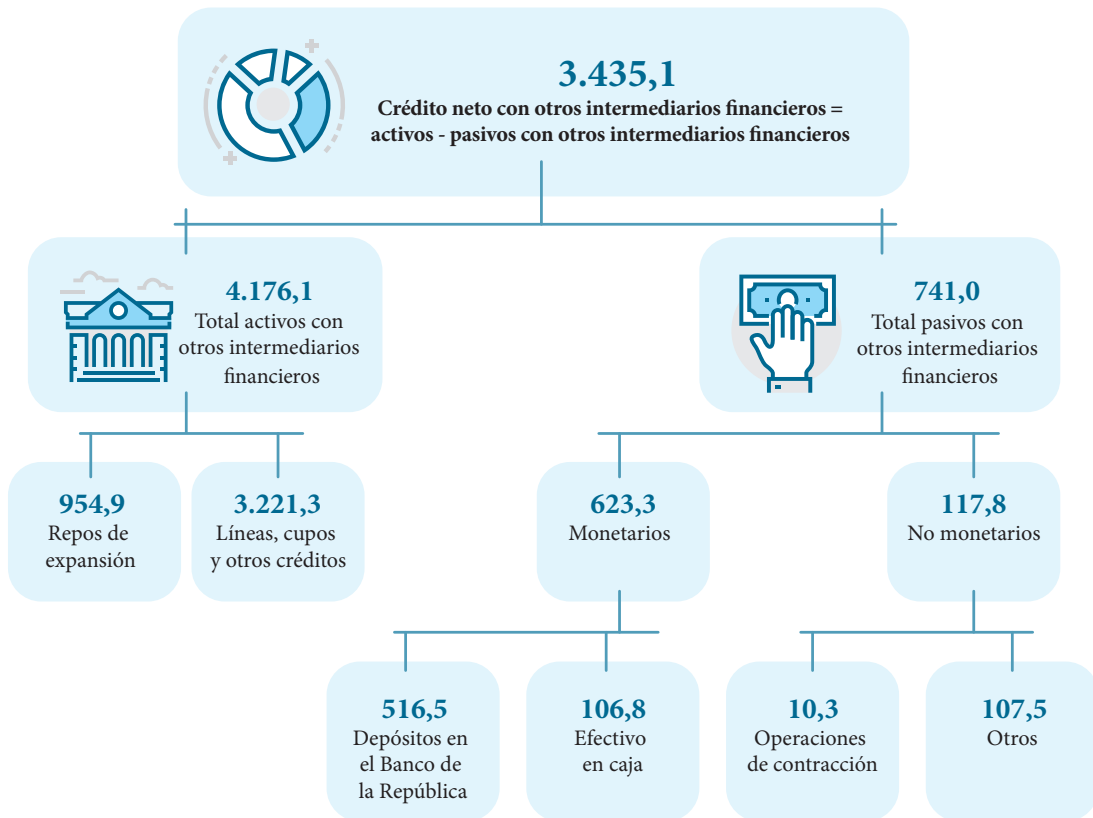 3.435,1
Crédito neto con otros intermediarios financieros =
activos - pasivos con otros intermediarios financieros
4.176,1
Total activos con
otros intermediarios
financieros
741,0
Total pasivos con
otros intermediarios
financieros
954,9
Repos de
expansión
3.221,3
Líneas, cupos
y otros créditos
623,3
Monetarios
117,8
No monetarios
516,5
Depósitos en
el Banco de
la República
106,8
Efectivo
en caja
10,3
Operaciones
de contracción
107,5
Otros